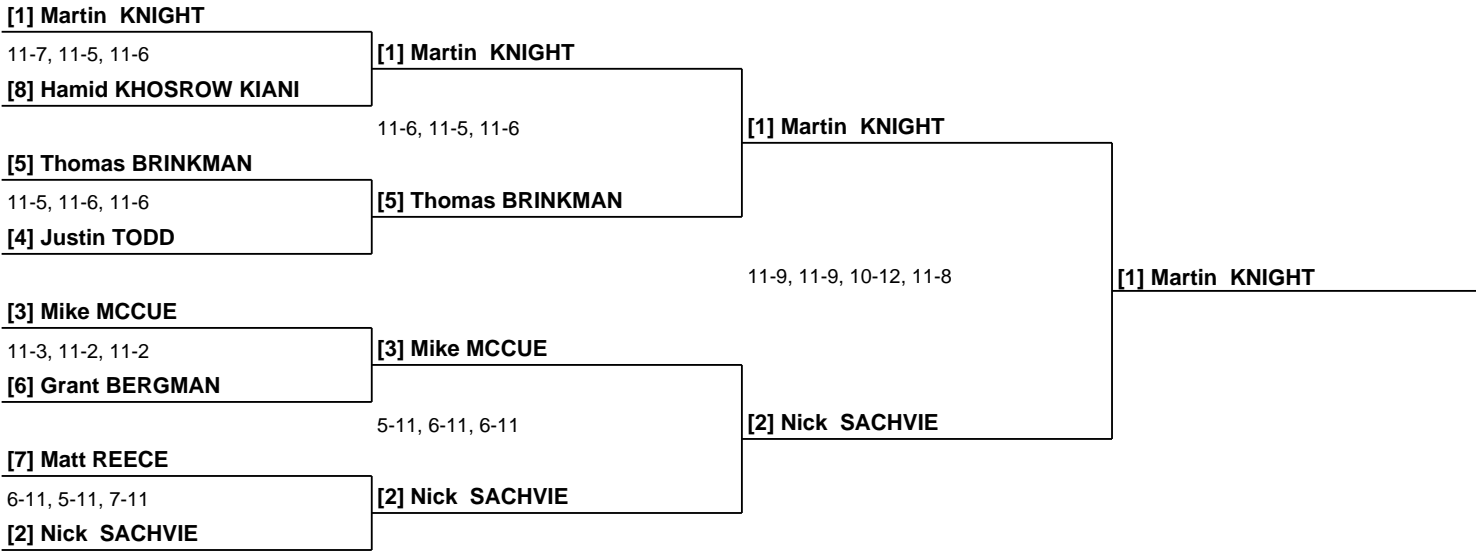 [1] Martin KNIGHT
11-7, 11-5, 11-6
[8] Hamid KHOSROW KIANI
[5] Thomas BRINKMAN
11-5, 11-6, 11-6
[4] Justin TODD
[3] Mike MCCUE
11-3, 11-2, 11-2
[6] Grant BERGMAN
[7] Matt REECE
6-11, 5-11, 7-11
[2] Nick SACHVIE
[1] Martin KNIGHT
11-6, 11-5, 11-6
[5] Thomas BRINKMAN
[3] Mike MCCUE
5-11, 6-11, 6-11
[2] Nick SACHVIE
[1] Martin KNIGHT
11-9, 11-9, 10-12, 11-8
[2] Nick SACHVIE
[1] Martin KNIGHT